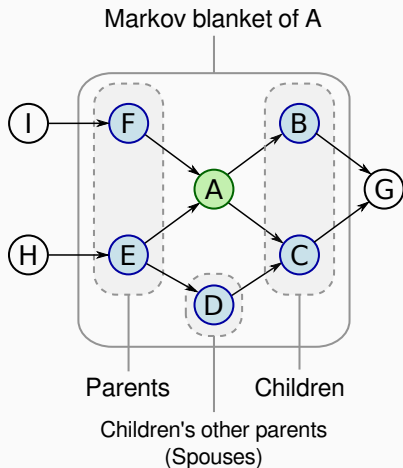 Markov blanket of A
I
F
B
A
G
H
E
C
D
Parents
Children
Children's other parents
(Spouses)